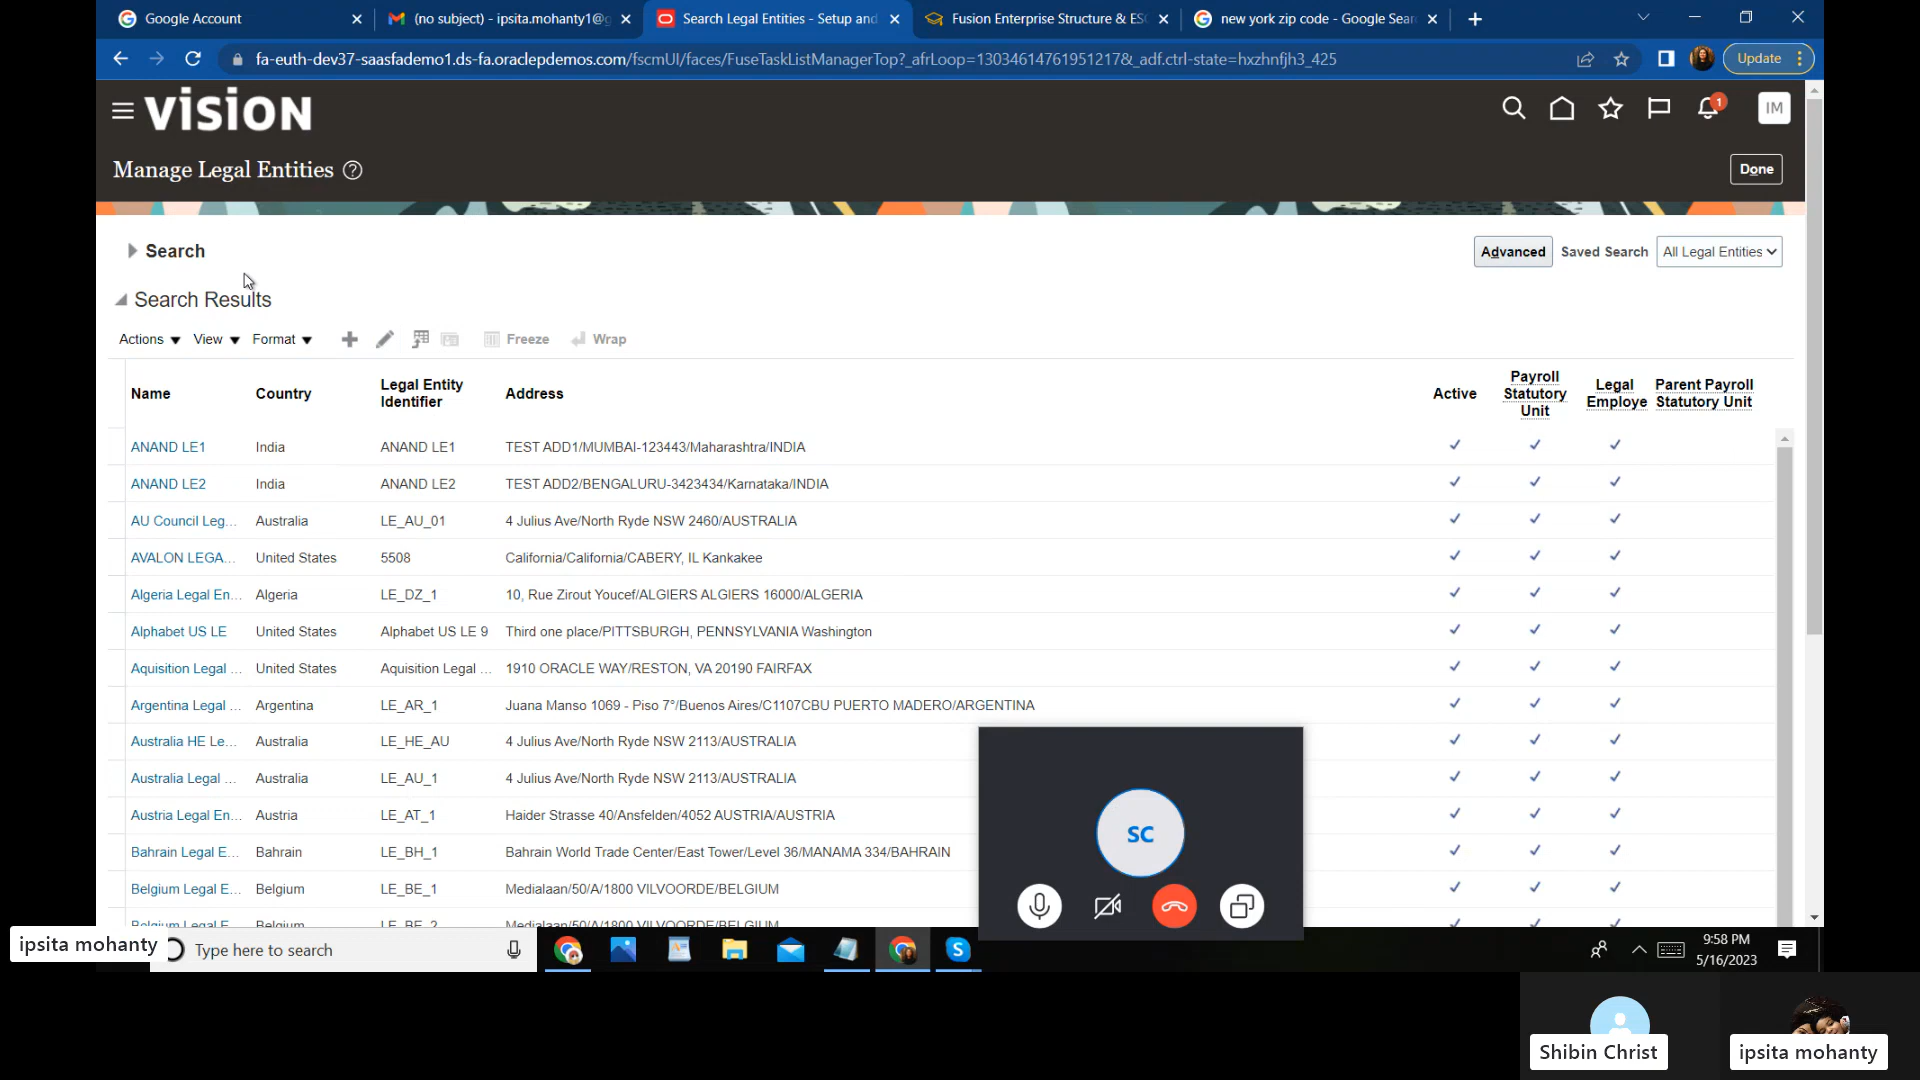 Google Account
(no subject) - ipsita.mohanty1@g
Search Legal Entities - Setup and
Fusion Enterprise Structure & ES
new york zip code - Google Sear
fa-euth-dev37-saasfademo1.ds-fa.oraclepdemos.com/fscmUI/faces/FuseTaskListManagerTop?_afrLoop=13034614761951217&_adf.ctrl-state=hxzhnfjh3_425
Update
VISION
1
IM
Manage Legal Entities ?
Done
Search
Advanced Saved Search All Legal Entities
Search Results
Actions View Format Freeze Wrap
Name Country Legal Entity Identifier Address Active Payroll Statutory Unit Legal Employe Parent Payroll Statutory Unit
ANAND LE1 India ANAND LE1 TEST ADD1/MUMBAI-123443/Maharashtra/INDIA
ANAND LE2 India ANAND LE2 TEST ADD2/BENGALURU-3423434/Karnataka/INDIA
AU Council Leg... Australia LE_AU_01 4 Julius Ave/North Ryde NSW 2460/AUSTRALIA
AVALON LEGA... United States 5508 California/California/CABERY, IL Kankakee
Algeria Legal En... Algeria LE_DZ_1 10, Rue Zirout Youcef/ALGIERS ALGIERS 16000/ALGERIA
Alphabet US LE United States Alphabet US LE 9 Third one place/PITTSBURGH, PENNSYLVANIA Washington
Aquisition Legal ... United States Aquisition Legal ... 1910 ORACLE WAY/RESTON, VA 20190 FAIRFAX
Argentina Legal ... Argentina LE_AR_1 Juana Manso 1069 - Piso 7°/Buenos Aires/C1107CBU PUERTO MADERO/ARGENTINA
Australia HE Le... Australia LE_HE_AU 4 Julius Ave/North Ryde NSW 2113/AUSTRALIA
Australia Legal ... Australia LE_AU_1 4 Julius Ave/North Ryde NSW 2113/AUSTRALIA
Austria Legal En... Austria LE_AT_1 Haider Strasse 40/Ansfelden/4052 AUSTRIA/AUSTRIA
Bahrain Legal E... Bahrain LE_BH_1 Bahrain World Trade Center/East Tower/Level 36/MANAMA 334/BAHRAIN
Belgium Legal E... Belgium LE_BE_1 Medialaan/50/A/1800 VILVOORDE/BELGIUM
Belgium Legal E... Belgium LE_BE_2 Medialaan/50/A/1800 VILVOORDE/BELGIUM
SC
ipsita mohanty
Type here to search
9:58 PM
5/16/2023
Shibin Christ
ipsita mohanty